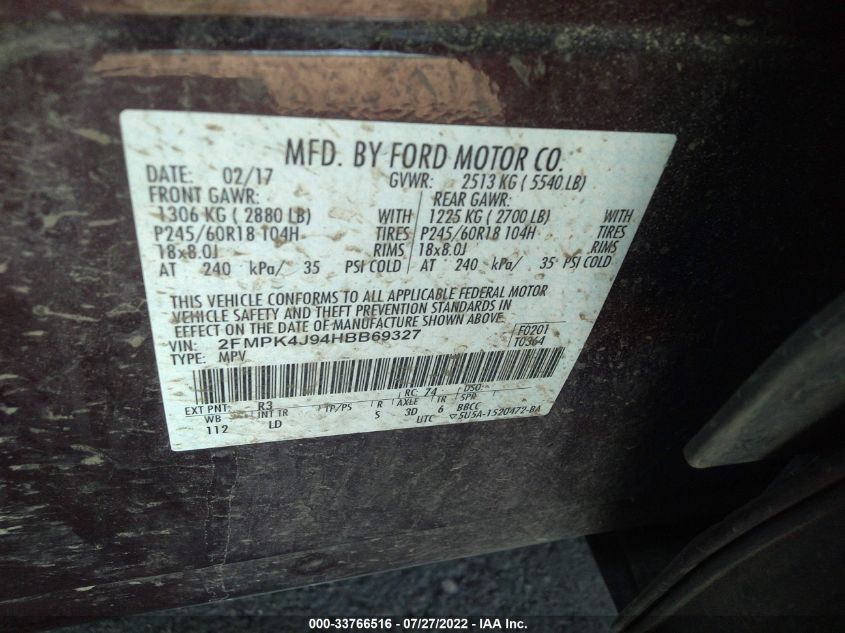 MFD. BY FORD MOTOR CO.
DATE: 02/17 GVWR: 2513 KG ( 5540 LB)
FRONT GAWR: REAR GAWR:
1306 KG ( 2880 LB) WITH 1225 KG ( 2700 LB) WITH
P245/60R18 104H TIRES P245/60R18 104H TIRES
18x8.0J RIMS 18x8.0J RIMS
AT 240 kPa/ 35 PSI COLD AT 240 kPa/ 35 PSI COLD
THIS VEHICLE CONFORMS TO ALL APPLICABLE FEDERAL MOTOR
VEHICLE SAFETY AND THEFT PREVENTION STANDARDS IN
EFFECT ON THE DATE OF MANUFACTURE SHOWN ABOVE.
VIN: 2FMPK4J94HBB69327 F0201
TYPE: MPV T0364
EXT PNT: R3 RC: 74 DSO:
WB INT TR TP/PS R AXLE TR SPR
112 LD S 3D 6 BBCC
UTC ▽5U5A-1520472-BA
000-33766516 - 07/27/2022 - IAA Inc.